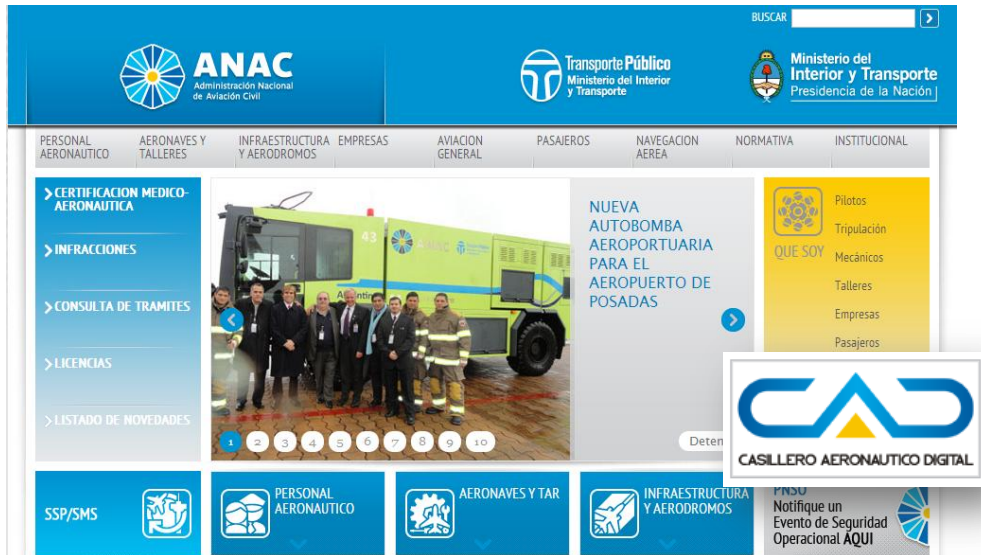 BUSCAR
ANAC
Administración Nacional
de Aviación Civil
Transporte Público
Ministerio del Interior
y Transporte
Ministerio del
Interior y Transporte
Presidencia de la Nación
PERSONAL
AERONAUTICO
AERONAVES Y
TALLERES
INFRAESTRUCTURA
Y AERODROMOS
EMPRESAS
AVIACION
GENERAL
PASAJEROS
NAVEGACION
AEREA
NORMATIVA
INSTITUCIONAL
CERTIFICACION MEDICO-
AERONAUTICA
INFRACCIONES
CONSULTA DE TRAMITES
LICENCIAS
LISTADO DE NOVEDADES
43
ANAC
Argentin
NUEVA
AUTOBOMBA
AEROPORTUARIA
PARA EL
AEROPUERTO DE
POSADAS
1 2 3 4 5 6 7 8 9 10
Deten
QUE SOY
Pilotos
Tripulación
Mecánicos
Talleres
Empresas
Pasajeros
CAD
CASILLERO AERONAUTICO DIGITAL
SSP/SMS
PERSONAL
AERONAUTICO
AERONAVES Y TAR
INFRAESTRUCTURA
Y AERODROMOS
PNSO
Notifique un
Evento de Seguridad
Operacional AQUI